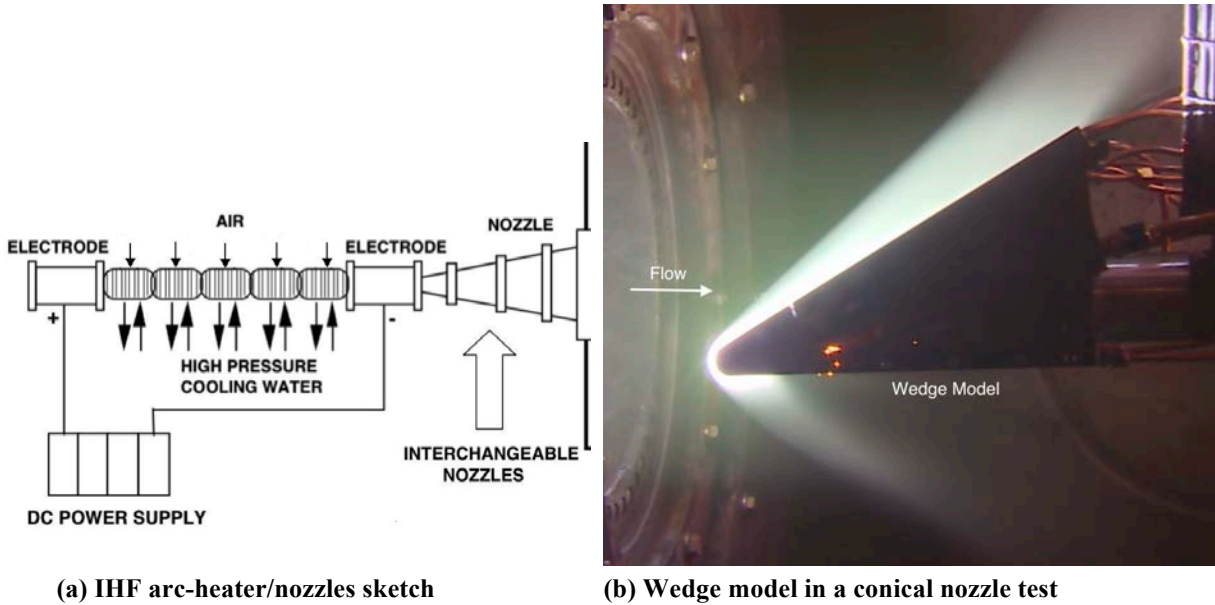 AIR
NOZZLE
ELECTRODE
ELECTRODE
+
-
HIGH PRESSURE
COOLING WATER
INTERCHANGEABLE
NOZZLES
DC POWER SUPPLY
Flow
Wedge Model
(a) IHF arc-heater/nozzles sketch
(b) Wedge model in a conical nozzle test